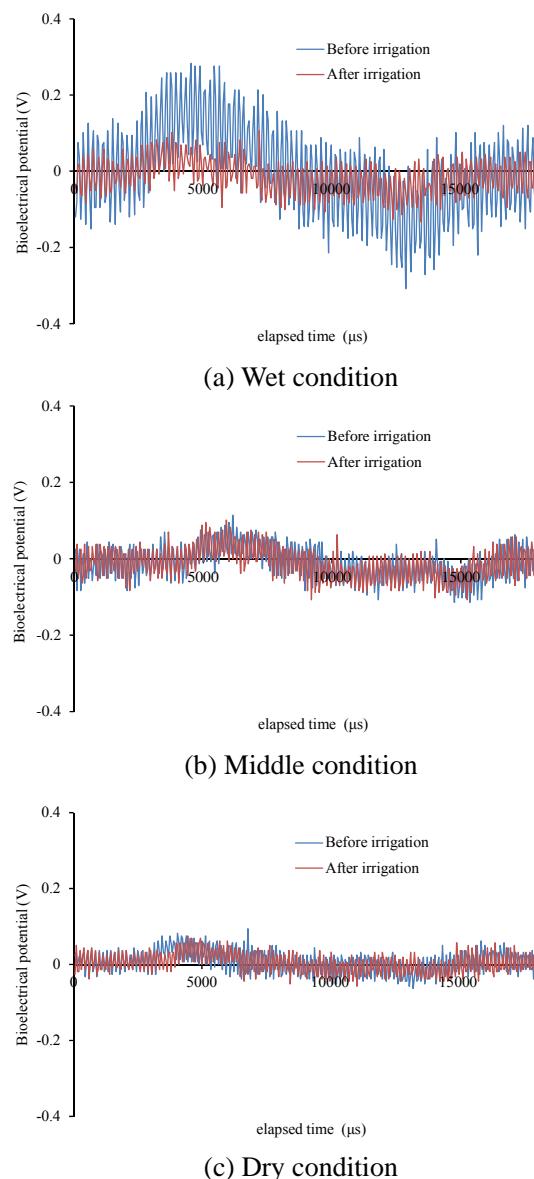 0.4
Before irrigation
After irrigation
0.2
0
0 5000 10000 15000
-0.2
-0.4
Bioelectrical potential (V)
elapsed time (μs)
(a) Wet condition
0.4
Before irrigation
After irrigation
0.2
0
0 5000 10000 15000
-0.2
-0.4
Bioelectrical potential (V)
elapsed time (μs)
(b) Middle condition
0.4
Before irrigation
After irrigation
0.2
0
0 5000 10000 15000
-0.2
-0.4
Bioelectrical potential (V)
elapsed time (μs)
(c) Dry condition